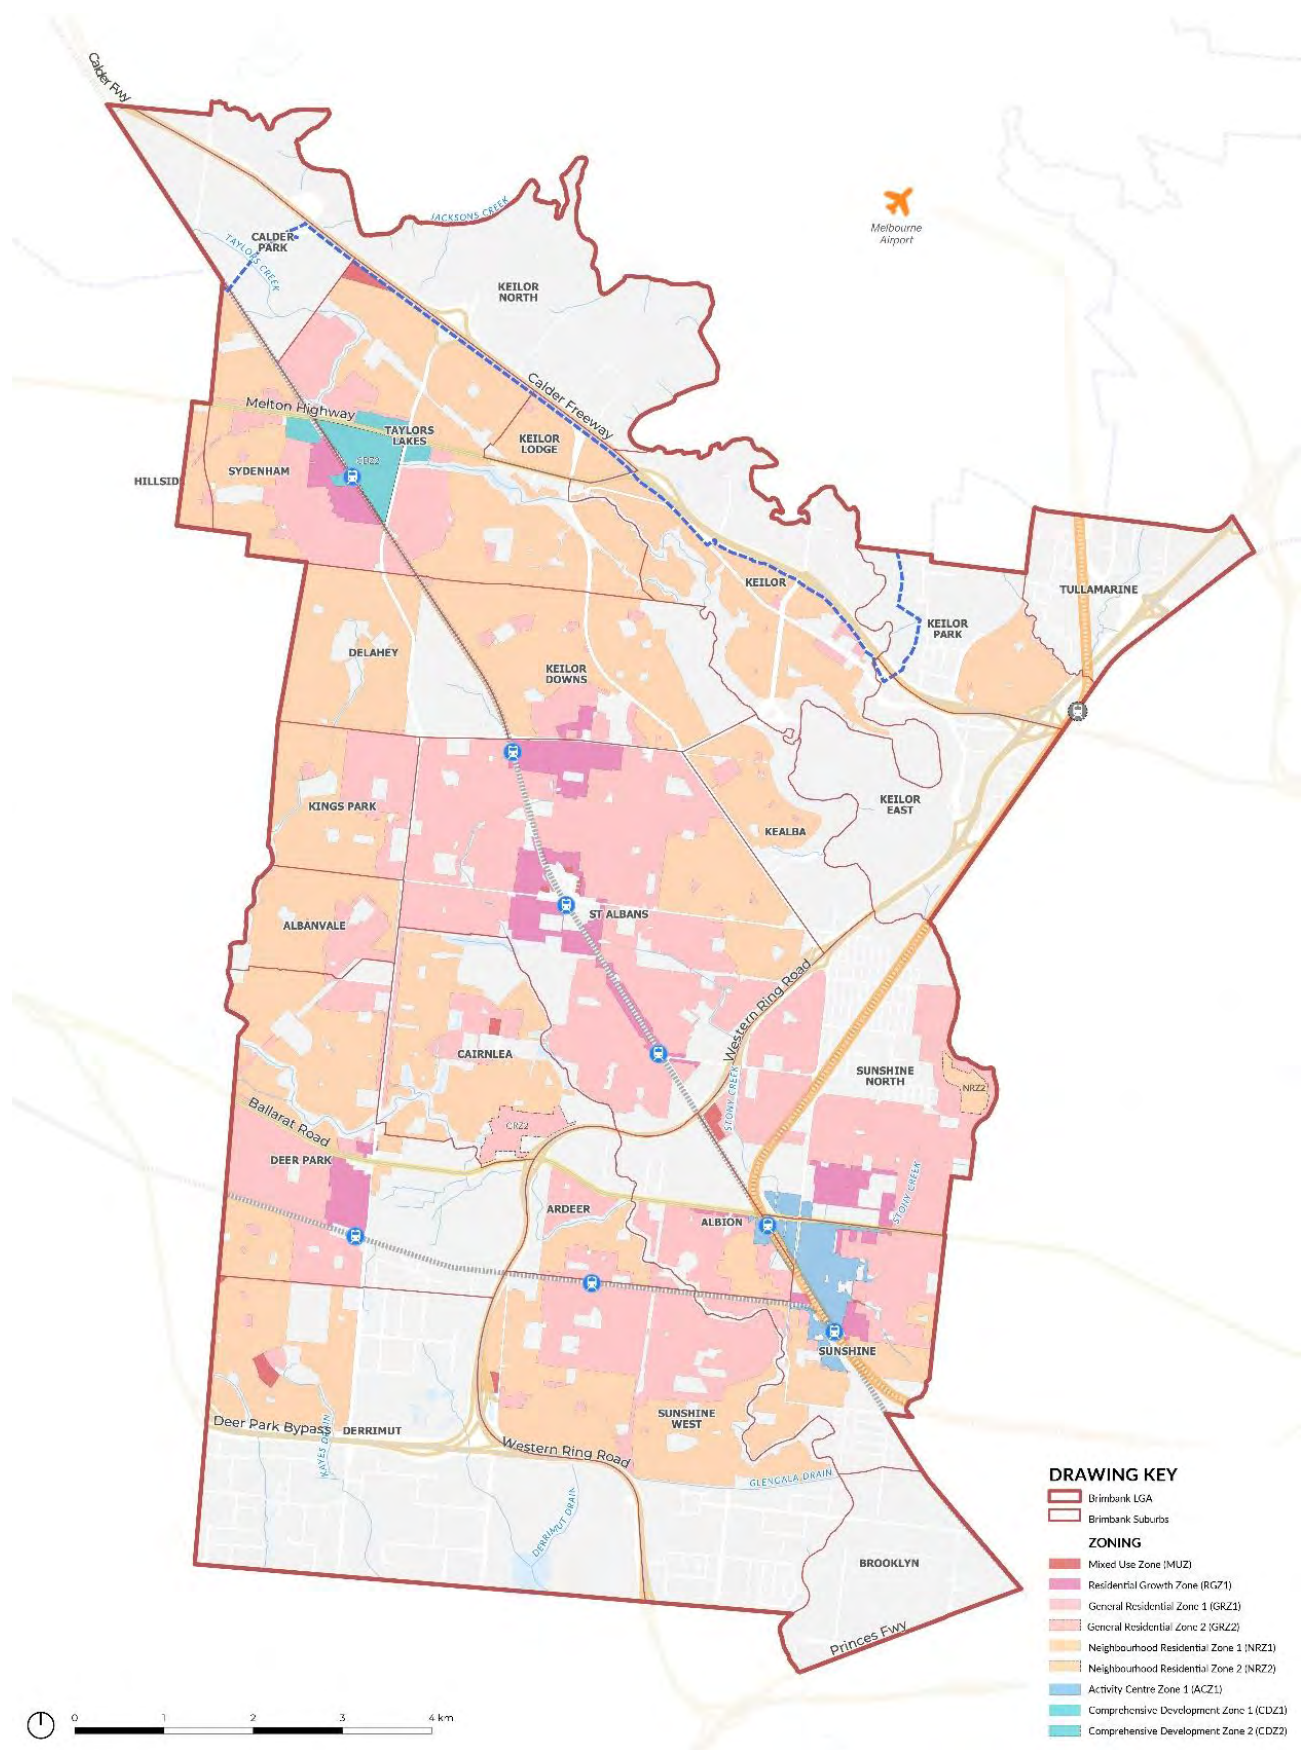 Calder Fwy
JACKSONS CREEK
Melbourne
Airport
CALDER
PARK
TAYLORS CREEK
KEILOR
NORTH
Calder Freeway
Melton Highway
TAYLORS
LAKES
KEILOR
LODGE
CDZ2
SYDENHAM
HILLSID
KEILOR
TULLAMARINE
KEILOR
PARK
DELAHEY
KEILOR
DOWNS
KINGS PARK
KEILOR
EAST
KEALBA
ST ALBANS
ALBANVALE
Western Ring Road
CAIRNLEA
SUNSHINE
NORTH
NRZ2
STONY CREEK
Ballarat
Road
GRZ2
DEER PARK
STONY CREEK
ARDEER
ALBION
SUNSHINE
SUNSHINE
WEST
Deer Park Bypass
DERRIMUT
KAYES DRAIN
Western Ring Road
GLENGALA DRAIN
DERRIMUT DRAIN
BROOKLYN
Princes Fwy
DRAWING KEY
Brimbank LGA
Brimbank Suburbs
ZONING
Mixed Use Zone (MUZ)
Residential Growth Zone (RGZ1)
General Residential Zone 1 (GRZ1)
General Residential Zone 2 (GRZ2)
Neighbourhood Residential Zone 1 (NRZ1)
Neighbourhood Residential Zone 2 (NRZ2)
Activity Centre Zone 1 (ACZ1)
Comprehensive Development Zone 1 (CDZ1)
Comprehensive Development Zone 2 (CDZ2)
0 1 2 3 4 km